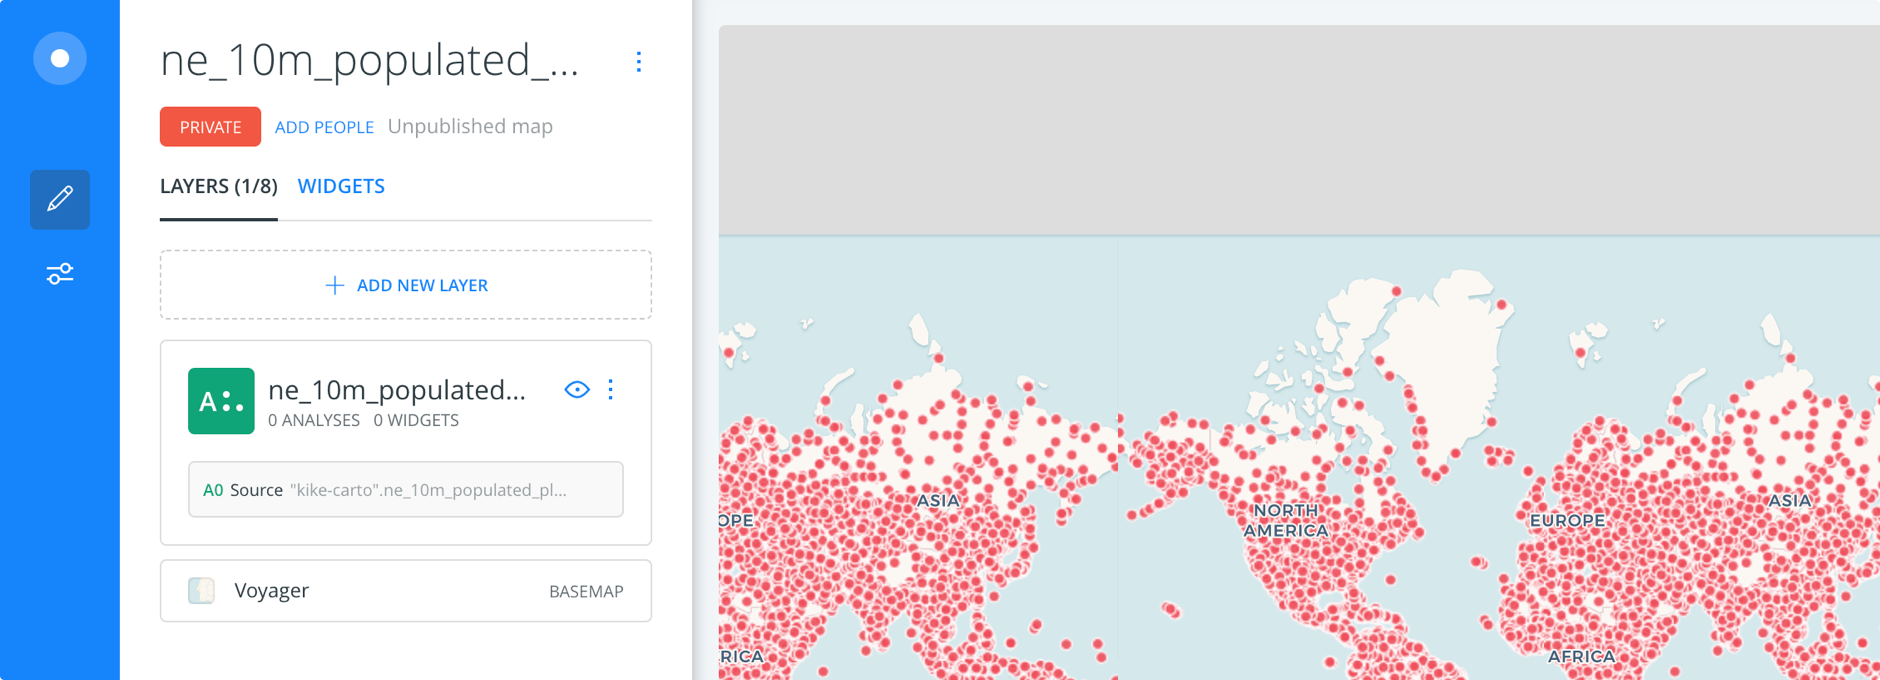 ne_10m_populated_...
PRIVATE ADD PEOPLE Unpublished map
LAYERS (1/8) WIDGETS
ADD NEW LAYER
A
ne_10m_populated...
0 ANALYSES 0 WIDGETS
A0 Source "kike-carto".ne_10m_populated_pl...
Voyager BASEMAP
OPE
ASIA
RICA
NORTH
AMERICA
EUROPE
ASIA
AFRICA